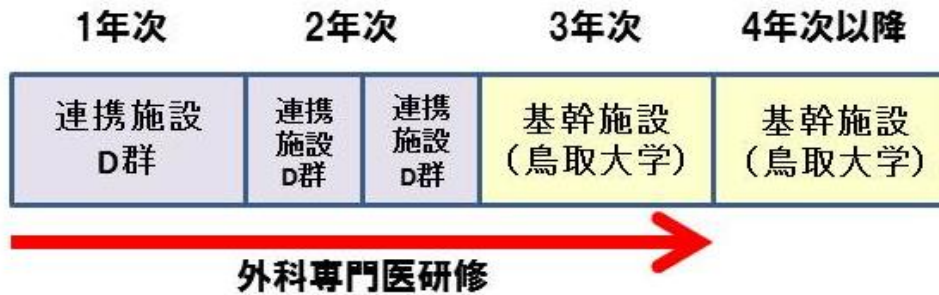 1年次 2年次 3年次 4年次以降
連携施設
D群
連携
施設
D群
連携
施設
D群
基幹施設
（鳥取大学）
基幹施設
（鳥取大学）
外科専門医研修